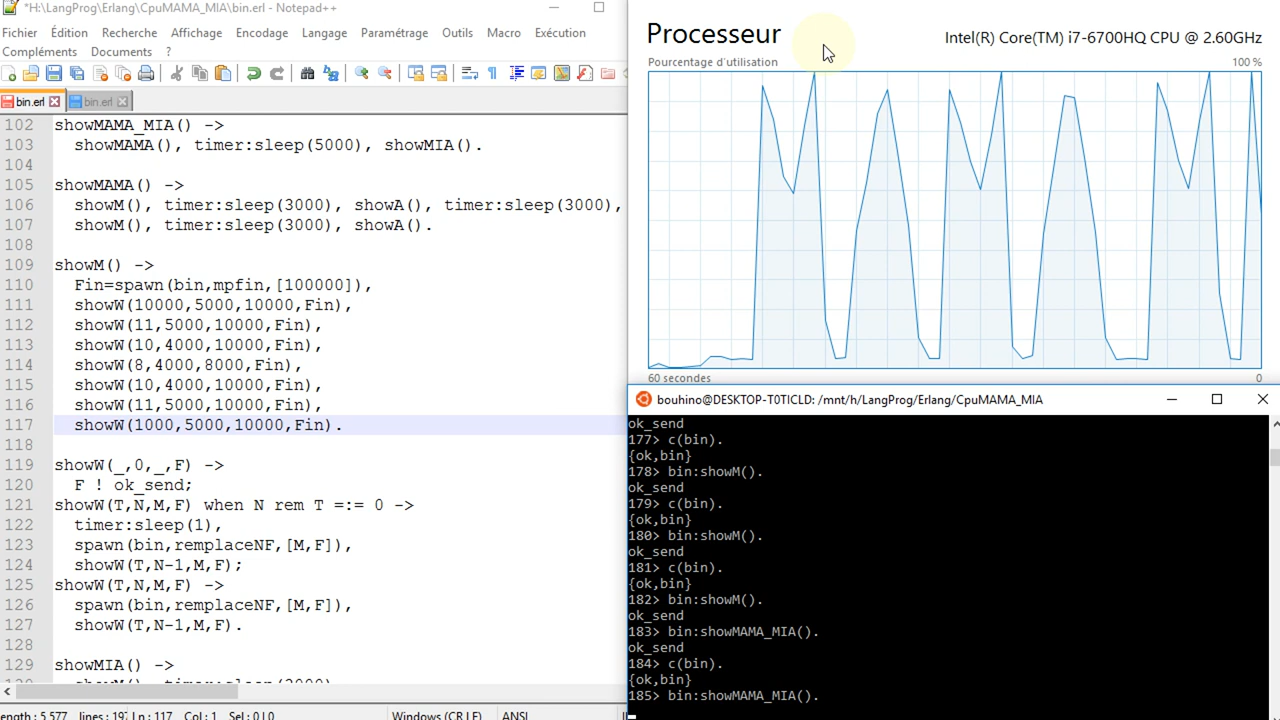 *H:\LangProg\Erlang\CpuMAMA_MIA\bin.erl - Notepad++
Fichier Édition Recherche Affichage Encodage Langage Paramétrage Outils Macro Exécution
Compléments Documents ?
bin.erl bin.erl
102 showMAMA_MIA() ->
103 showMAMA(), timer:sleep(5000), showMIA().
104
105 showMAMA() ->
106 showM(), timer:sleep(3000), showA(), timer:sleep(3000),
107 showM(), timer:sleep(3000), showA().
108
109 showM() ->
110 Fin=spawn(bin,mpfin,[100000]),
111 showW(10000,5000,10000,Fin),
112 showW(11,5000,10000,Fin),
113 showW(10,4000,10000,Fin),
114 showW(8,4000,8000,Fin),
115 showW(10,4000,10000,Fin),
116 showW(11,5000,10000,Fin),
117 showW(1000,5000,10000,Fin).
118
119 showW(_,0,_,F) ->
120 F ! ok_send;
121 showW(T,N,M,F) when N rem T =:= 0 ->
122 timer:sleep(1),
123 spawn(bin,remplaceNF,[M,F]),
124 showW(T,N-1,M,F);
125 showW(T,N,M,F) ->
126 spawn(bin,remplaceNF,[M,F]),
127 showW(T,N-1,M,F).
128
129 showMIA() ->
Ln : 117 Col : 1 Sel : 0 | 0 Windows (CR LF) ANSI
Processeur
Intel(R) Core(TM) i7-6700HQ CPU @ 2.60GHz
Pourcentage d'utilisation 100 %
60 secondes 0
bouhino@DESKTOP-T0TICLD: /mnt/h/LangProg/Erlang/CpuMAMA_MIA
ok_send
177> c(bin).
{ok,bin}
178> bin:showM().
ok_send
179> c(bin).
{ok,bin}
180> bin:showM().
ok_send
181> c(bin).
{ok,bin}
182> bin:showM().
ok_send
183> bin:showMAMA_MIA().
ok_send
184> c(bin).
{ok,bin}
185> bin:showMAMA_MIA().